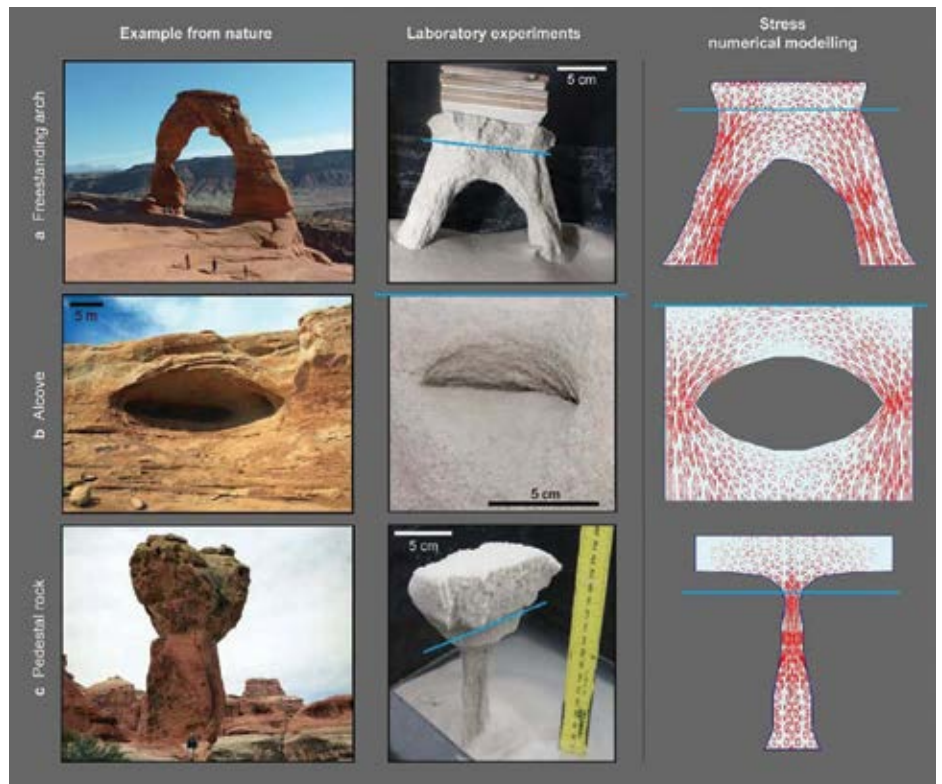 Example from nature
Laboratory experiments
Stress
numerical modelling
a Freestanding arch
5 cm
b Alcove
5 m
5 cm
c Pedestal rock
5 cm